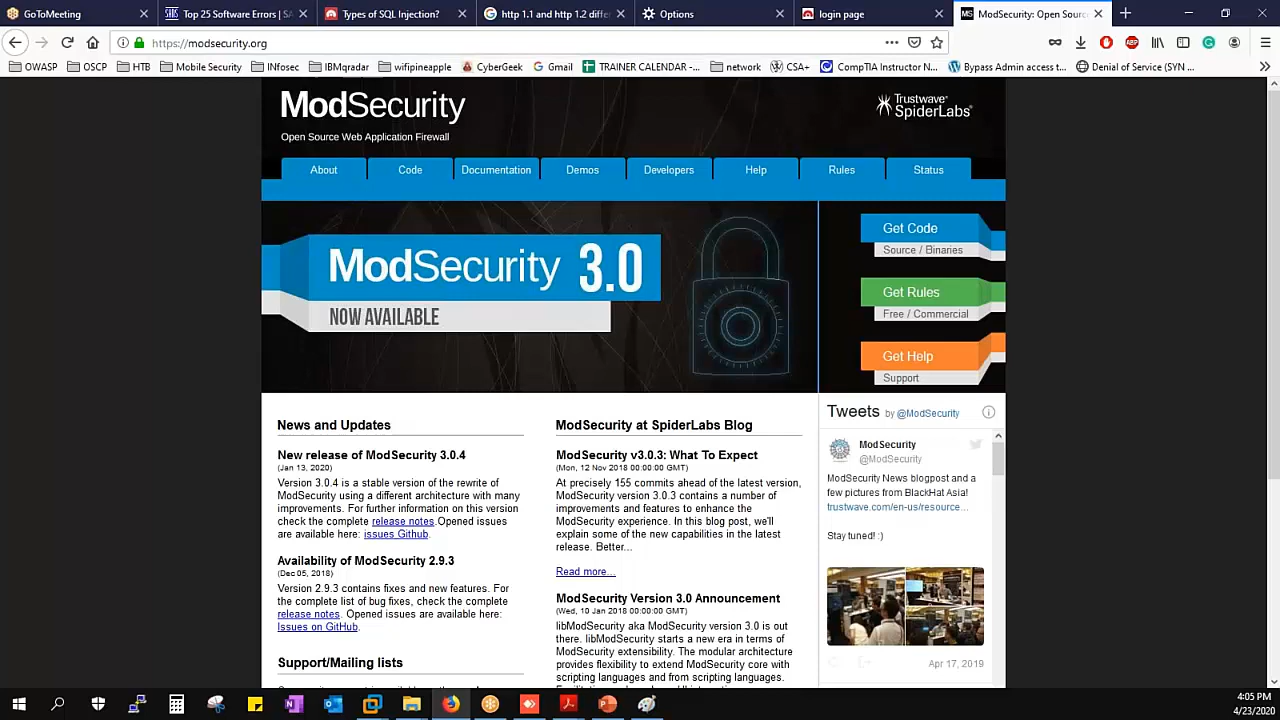 GoToMeeting
Top 25 Software Errors | SA
Types of SQL Injection?
http 1.1 and http 1.2 diffe
Options
login page
ModSecurity: Open Sourc
https://modsecurity.org
OWASP
OSCP
HTB
Mobile Security
INfosec
IBMqradar
wifipineapple
CyberGeek
Gmail
TRAINER CALENDAR -...
network
CSA+
CompTIA Instructor N...
Bypass Admin access t...
Denial of Service (SYN ...
ModSecurity
Open Source Web Application Firewall
Trustwave
SpiderLabs
About
Code
Documentation
Demos
Developers
Help
Rules
Status
ModSecurity 3.0
NOW AVAILABLE
Get Code
Source / Binaries
Get Rules
Free / Commercial
Get Help
Support
News and Updates
New release of ModSecurity 3.0.4
(Jan 13, 2020)
Version 3.0.4 is a stable version of the rewrite of
ModSecurity using a different architecture with many
improvements. For further information on this version
check the complete release notes.Opened issues
are available here: issues Github.
Availability of ModSecurity 2.9.3
(Dec 05, 2018)
Version 2.9.3 contains fixes and new features. For
the complete list of bug fixes, check the complete
release notes. Opened issues are available here:
Issues on GitHub.
Support/Mailing lists
ModSecurity at SpiderLabs Blog
ModSecurity v3.0.3: What To Expect
(Mon, 12 Nov 2018 00:00:00 GMT)
At precisely 155 commits ahead of the latest version,
ModSecurity version 3.0.3 contains a number of
improvements and features to enhance the
ModSecurity experience. In this blog post, we'll
explain some of the new capabilities in the latest
release. Better...
Read more...
ModSecurity Version 3.0 Announcement
(Wed, 10 Jan 2018 00:00:00 GMT)
libModSecurity aka ModSecurity version 3.0 is out
there. libModSecurity starts a new era in terms of
ModSecurity extensibility. The modular architecture
provides flexibility to extend ModSecurity core with
scripting languages and from scripting languages.
Tweets by @ModSecurity
ModSecurity
@ModSecurity
ModSecurity News blogpost and a
few pictures from BlackHat Asia!
trustwave.com/en-us/resource...
Stay tuned! :)
Apr 17, 2019
4:05 PM
4/23/2020